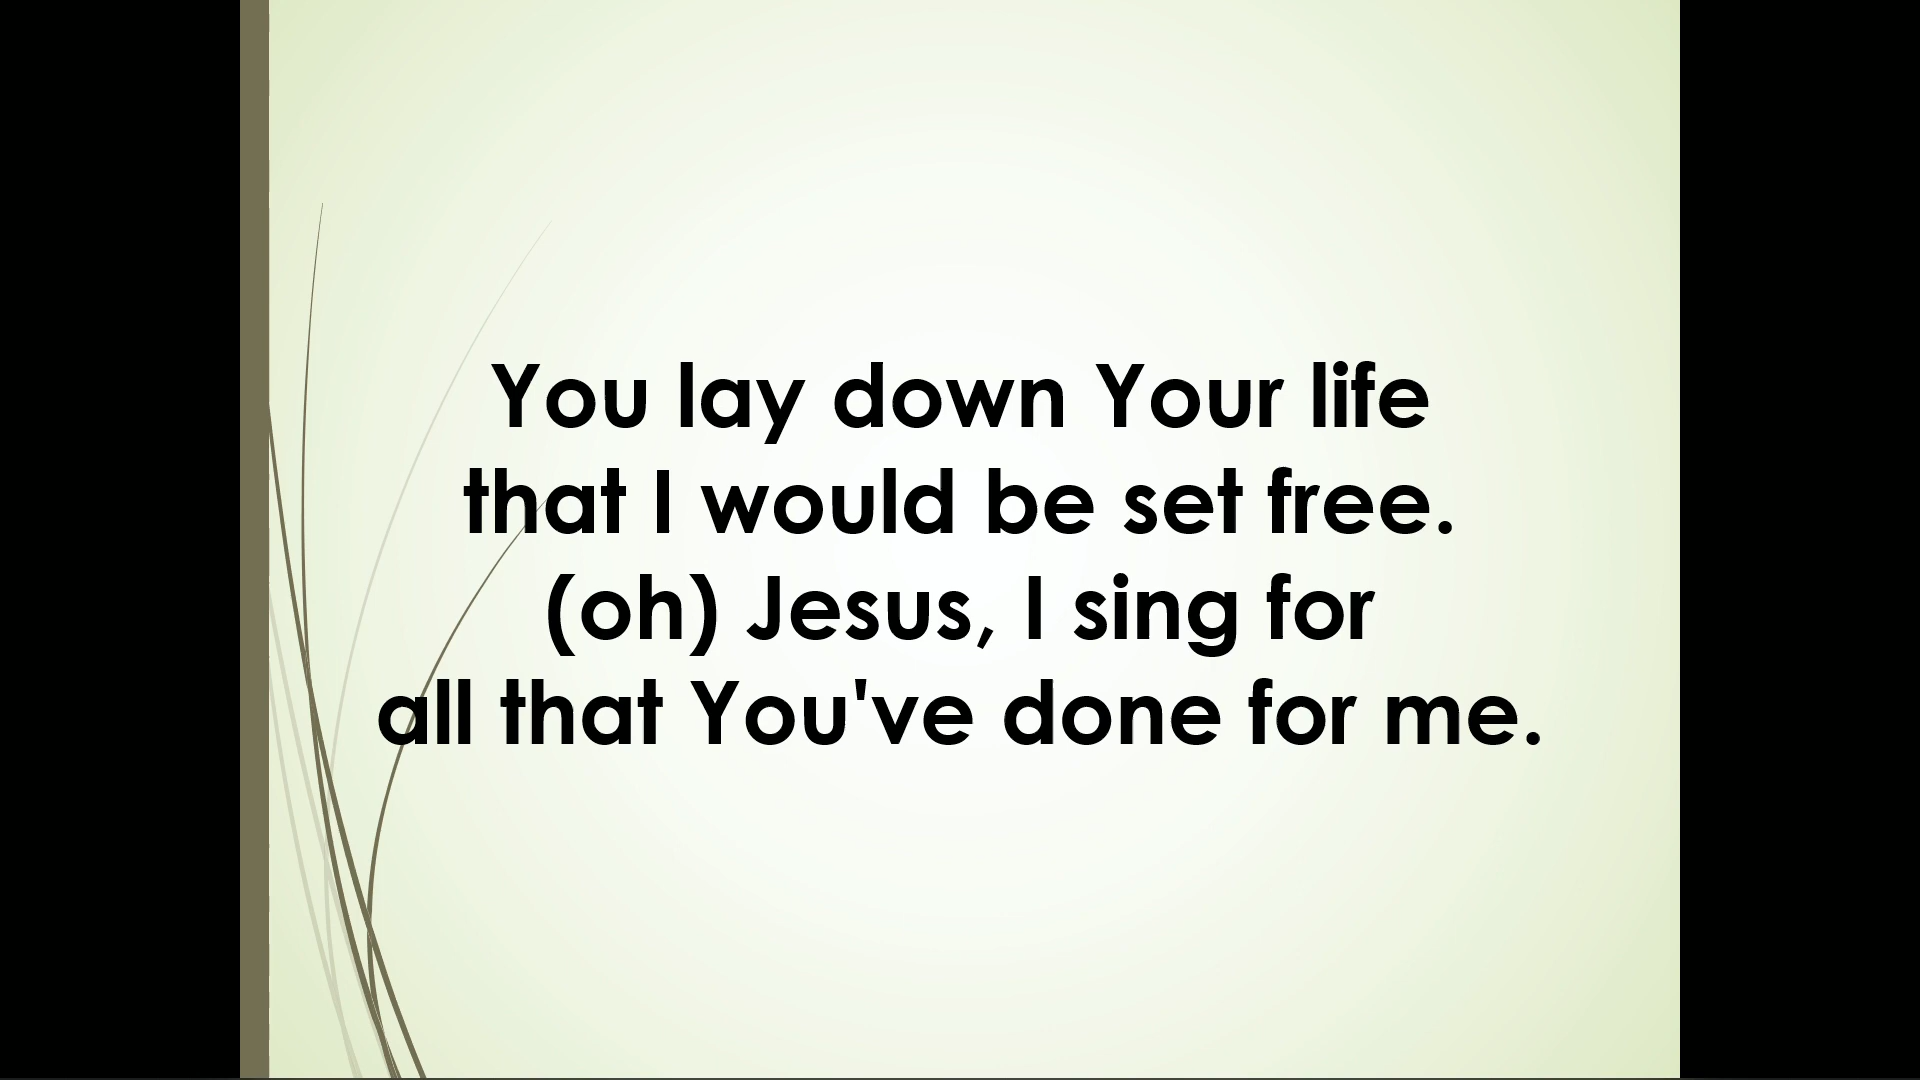 You lay down Your life
that I would be set free.
(oh) Jesus, I sing for
all that You've done for me.